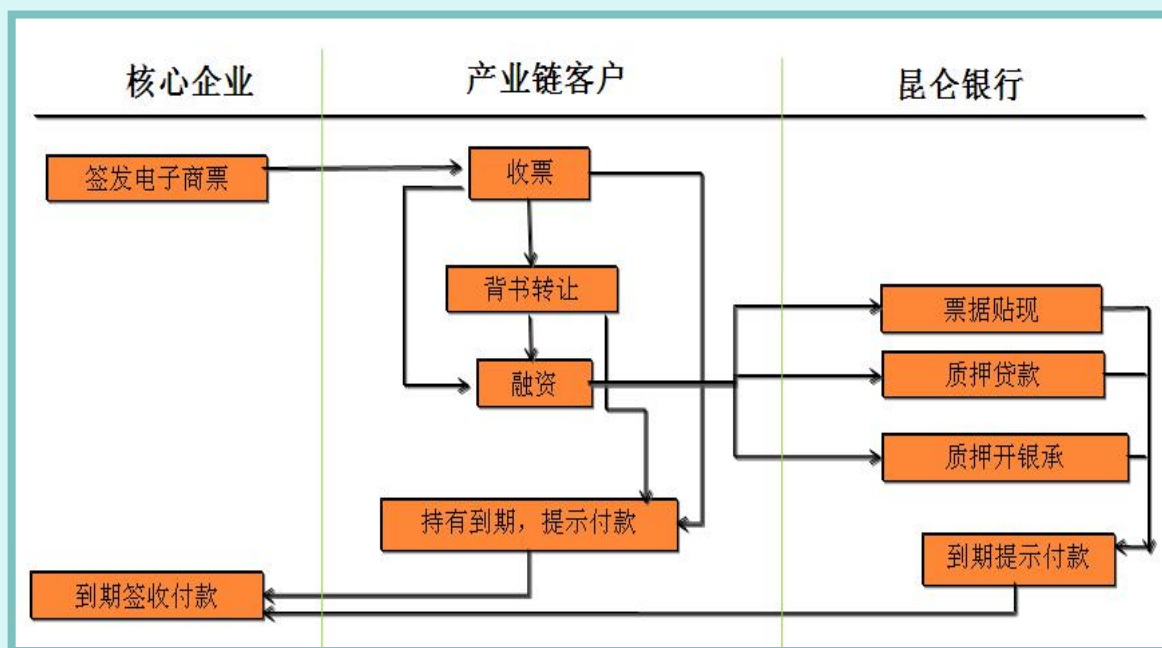 核心企业
产业链客户
昆仑银行
签发电子商票
收票
背书转让
票据贴现
融资
质押贷款
质押开银承
持有到期，提示付款
到期提示付款
到期签收付款